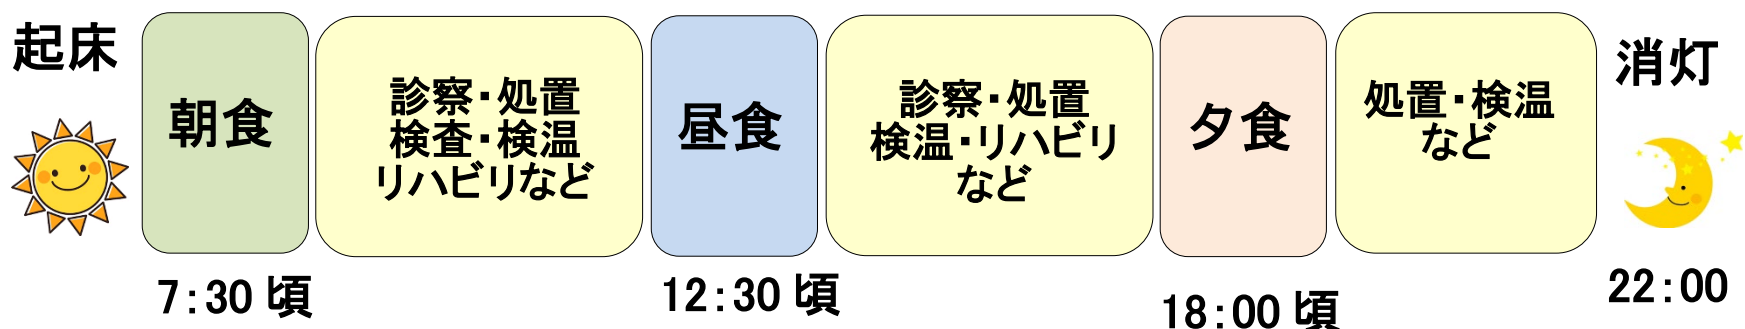 起床
朝食
7:30 頃
診察・処置
検査・検温
リハビリなど
昼食
12:30 頃
診察・処置
検温・リハビリ
など
夕食
18:00 頃
処置・検温
など
消灯
22:00